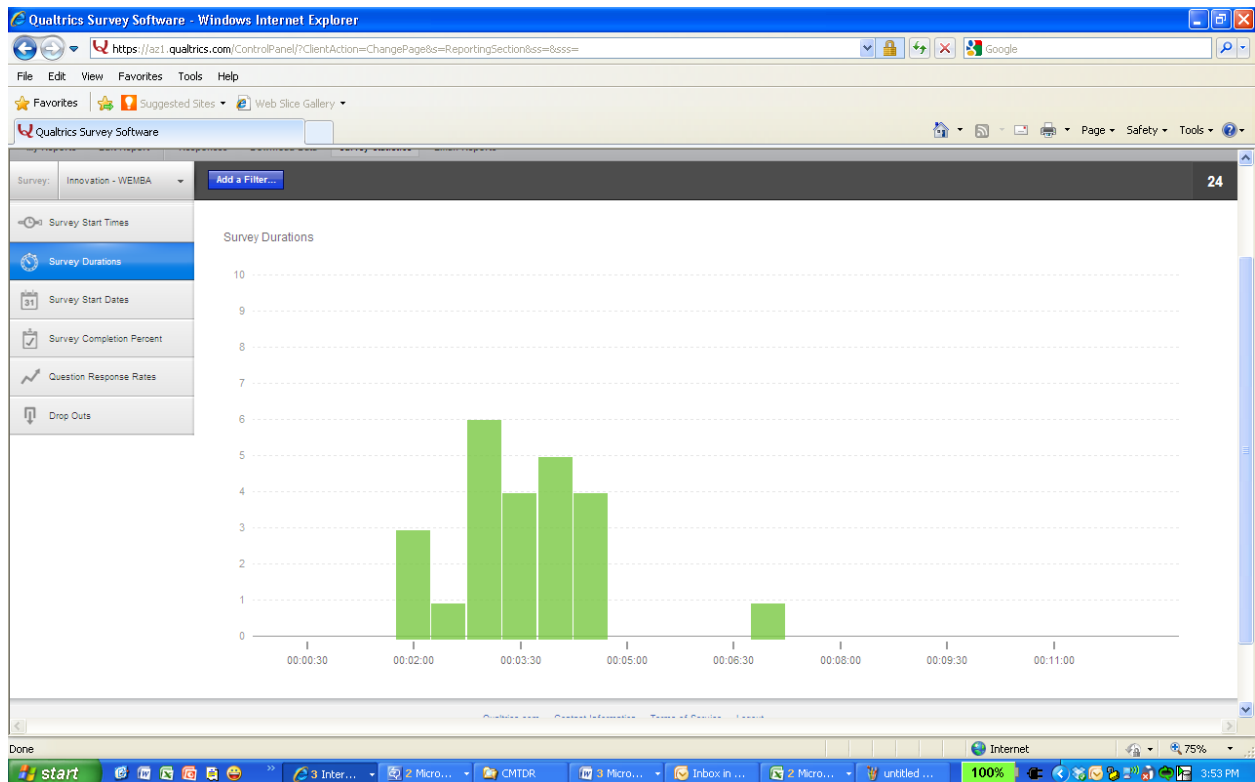 Qualtrics Survey Software - Windows Internet Explorer
https://az1.qualtrics.com/ControlPanel/?ClientAction=ChangePage&s=ReportingSection&ss=&sss=
Google
File Edit View Favorites Tools Help
Favorites Suggested Sites Web Slice Gallery
Qualtrics Survey Software Page Safety Tools
Survey: Innovation - WEMBA Add a Filter... 24
Survey Start Times
Survey Durations
Survey Start Dates
Survey Completion Percent
Question Response Rates
Drop Outs
Survey Durations
10
9
8
7
6
5
4
3
2
1
0
00:00:30 00:02:00 00:03:30 00:05:00 00:06:30 00:08:00 00:09:30 00:11:00
Done Internet 75%
start 3 Inter... 2 Micro... CMTDR 3 Micro... Inbox in ... 2 Micro... untitled ... 100% 3:53 PM